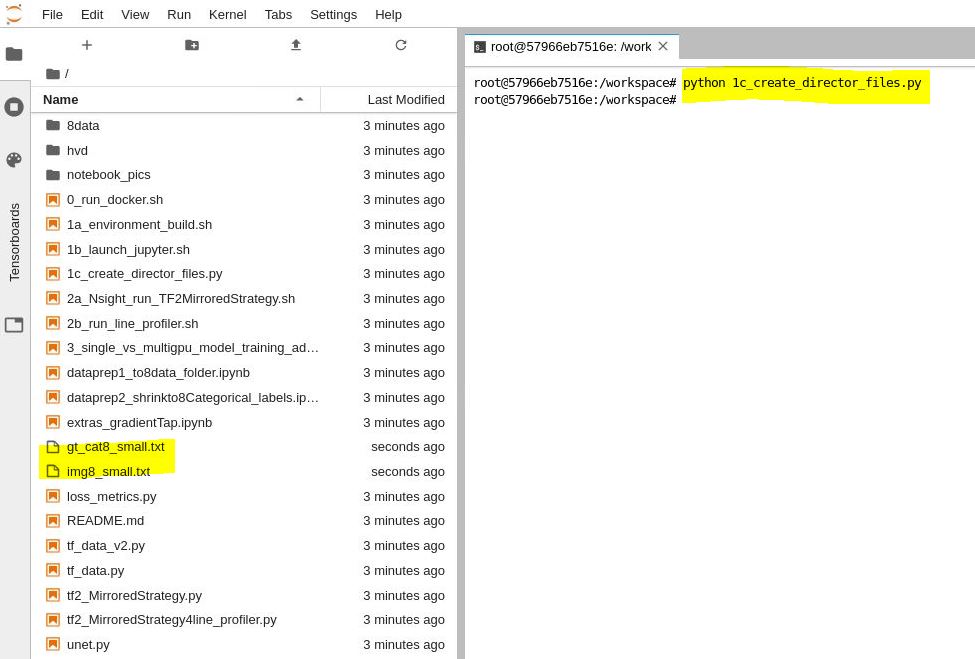 File Edit View Run Kernel Tabs Settings Help
/
Name Last Modified
8data 3 minutes ago
hvd 3 minutes ago
notebook_pics 3 minutes ago
0_run_docker.sh 3 minutes ago
1a_environment_build.sh 3 minutes ago
1b_launch_jupyter.sh 3 minutes ago
1c_create_director_files.py 3 minutes ago
2a_Nsight_run_TF2MirroredStrategy.sh 3 minutes ago
2b_run_line_profiler.sh 3 minutes ago
3_single_vs_multigpu_model_training_ad… 3 minutes ago
dataprep1_to8data_folder.ipynb 3 minutes ago
dataprep2_shrinkto8Categorical_labels.ip… 3 minutes ago
extras_gradientTap.ipynb 3 minutes ago
gt_cat8_small.txt seconds ago
img8_small.txt seconds ago
loss_metrics.py 3 minutes ago
README.md 3 minutes ago
tf_data_v2.py 3 minutes ago
tf_data.py 3 minutes ago
tf2_MirroredStrategy.py 3 minutes ago
tf2_MirroredStrategy4line_profiler.py 3 minutes ago
unet.py 3 minutes ago
Tensorboards
root@57966eb7516e: /work
root@57966eb7516e:/workspace# python 1c_create_director_files.py
root@57966eb7516e:/workspace#